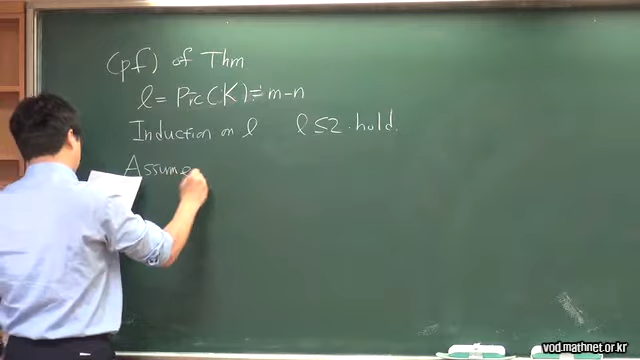 (pf) of Thm
l = Prc(K) = m-n
Induction on l l ≤ 2 hold.
Assume
vod.mathnet.or.kr